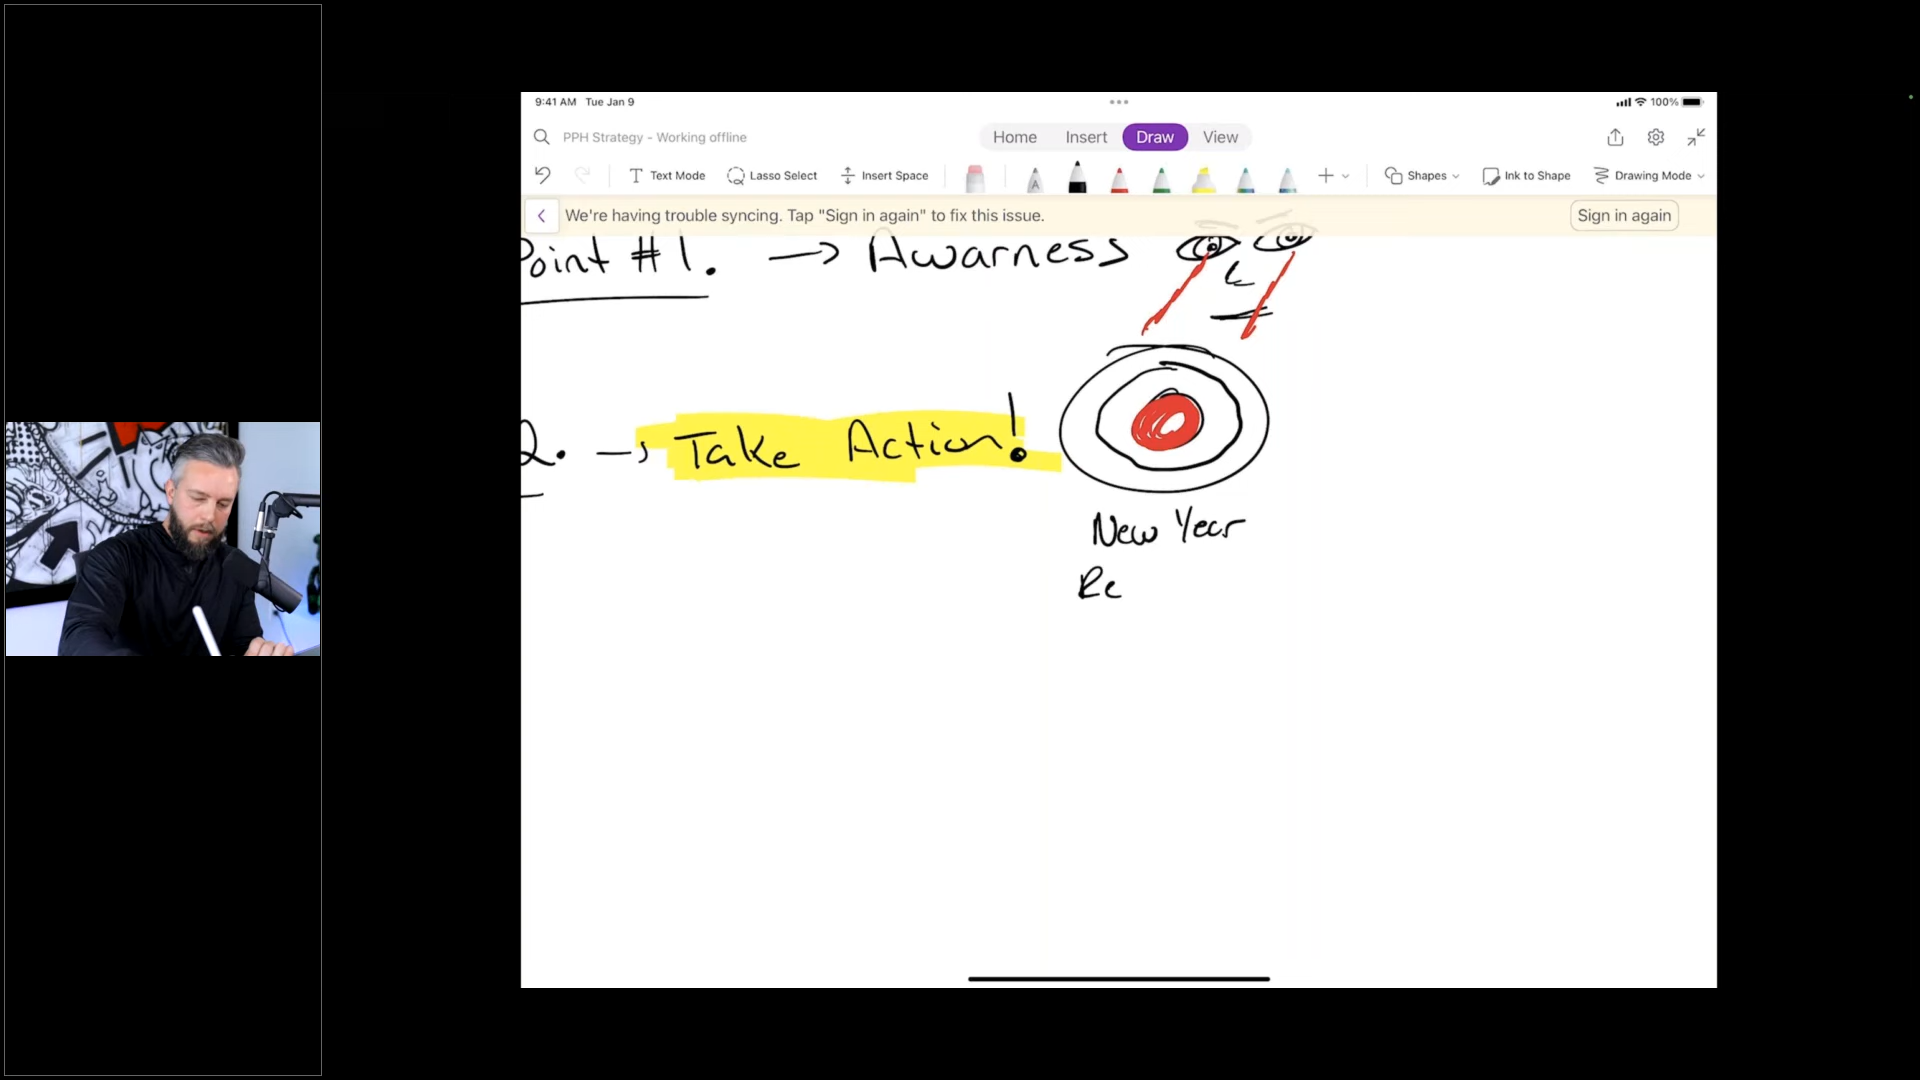 9:41 AM Tue Jan 9
100%
PPH Strategy - Working offline
Home Insert Draw View
Text Mode Lasso Select Insert Space A Shapes Ink to Shape Drawing Mode
We're having trouble syncing. Tap "Sign in again" to fix this issue. Sign in again
Point #1. → Awarness
2. → Take Action!
New Year
Re